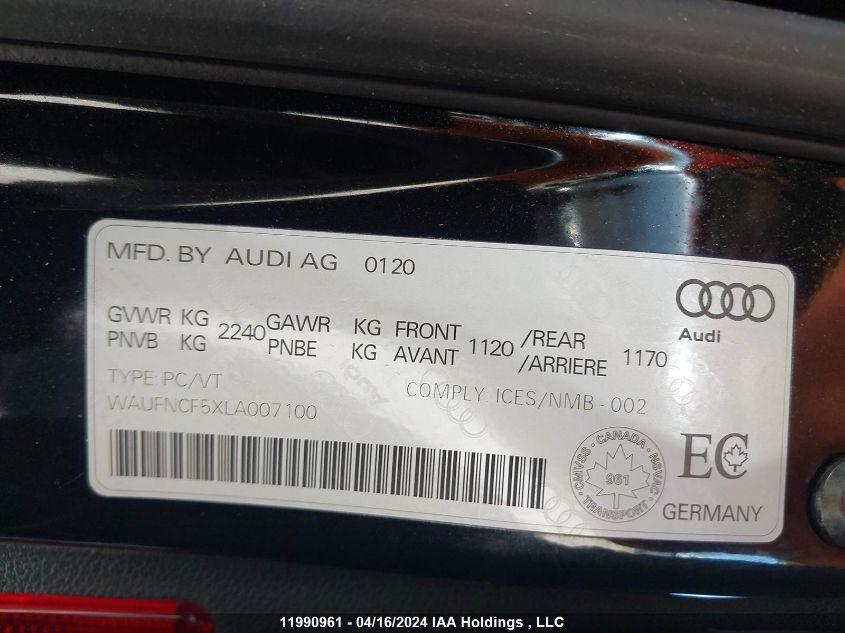 MFD. BY AUDI AG 0120
Audi
GVWR KG 2240 GAWR KG FRONT 1120 /REAR 1170
PNVB KG PNBE KG AVANT /ARRIERE
TYPE: PC/VT COMPLY: ICES/NMB-002
WAUFNCF5XLA007100
CMVSS - CANADA - NSVAC
961
TRANSPORT
EC
GERMANY
11990961 - 04/16/2024 IAA Holdings , LLC